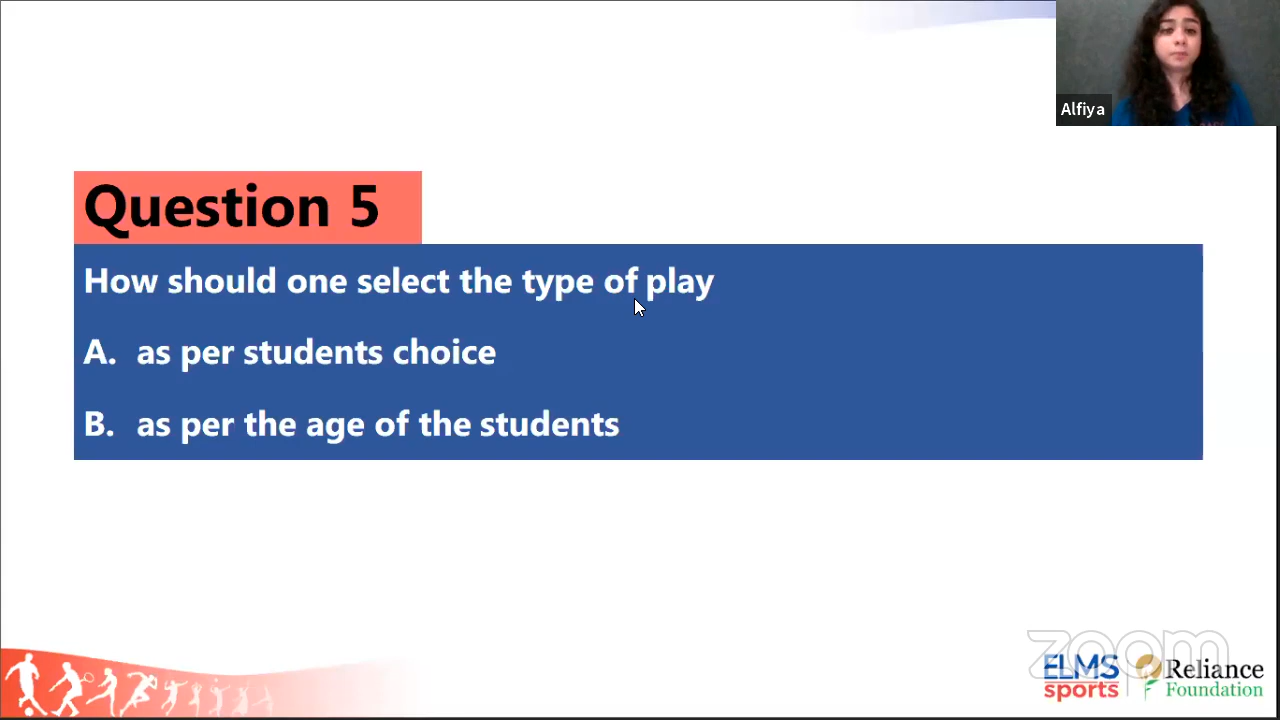 Alfiya
Question 5
How should one select the type of play
A. as per students choice
B. as per the age of the students
zoom
ELMS
sports
Reliance
Foundation